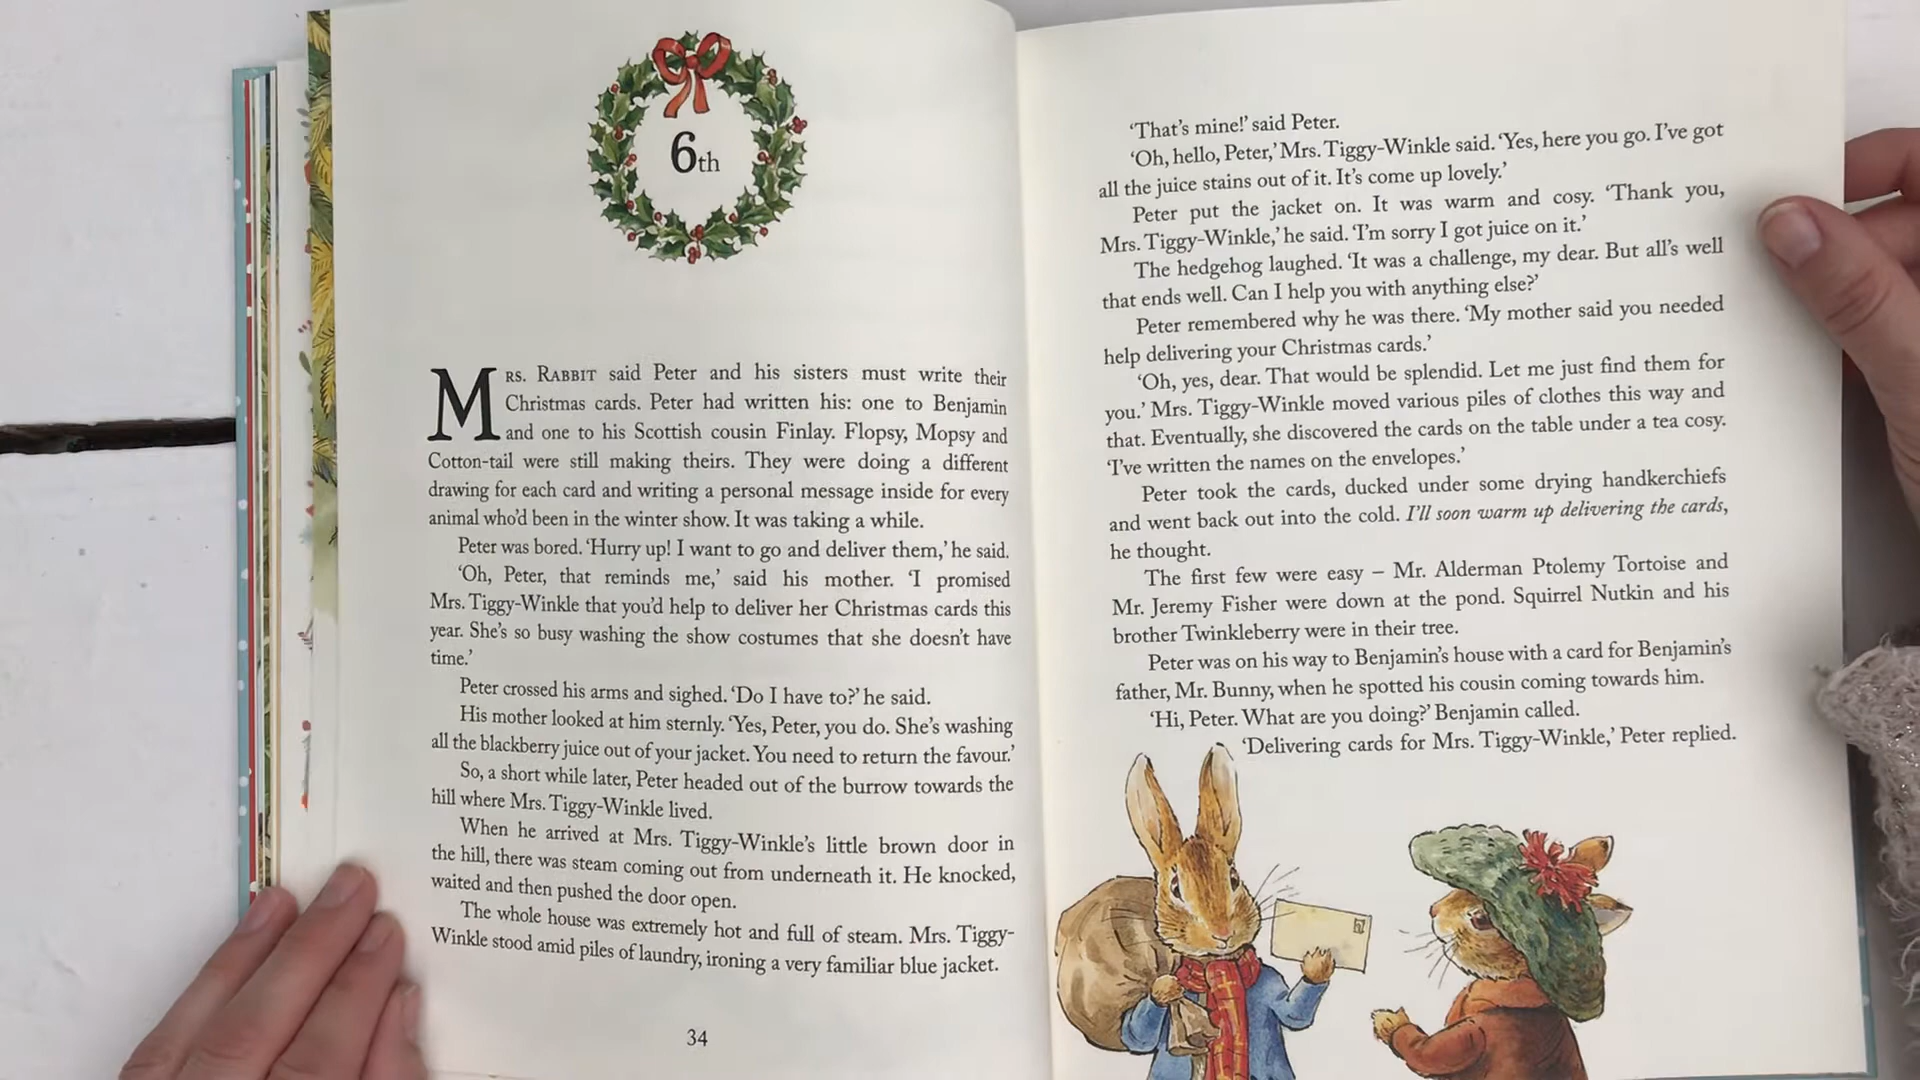 6th
MRS. RABBIT said Peter and his sisters must write their
Christmas cards. Peter had written his: one to Benjamin
and one to his Scottish cousin Finlay. Flopsy, Mopsy and
Cotton-tail were still making theirs. They were doing a different
drawing for each card and writing a personal message inside for every
animal who'd been in the winter show. It was taking a while.
Peter was bored. 'Hurry up! I want to go and deliver them,' he said.
'Oh, Peter, that reminds me,' said his mother. 'I promised
Mrs. Tiggy-Winkle that you'd help to deliver her Christmas cards this
year. She's so busy washing the show costumes that she doesn't have
time.'
Peter crossed his arms and sighed. 'Do I have to?' he said.
His mother looked at him sternly. 'Yes, Peter, you do. She's washing
all the blackberry juice out of your jacket. You need to return the favour.'
So, a short while later, Peter headed out of the burrow towards the
hill where Mrs. Tiggy-Winkle lived.
When he arrived at Mrs. Tiggy-Winkle's little brown door in
the hill, there was steam coming out from underneath it. He knocked,
waited and then pushed the door open.
The whole house was extremely hot and full of steam. Mrs. Tiggy-
Winkle stood amid piles of laundry, ironing a very familiar blue jacket.
34
'That's mine!' said Peter.
'Oh, hello, Peter,' Mrs. Tiggy-Winkle said. 'Yes, here you go. I've got
all the juice stains out of it. It's come up lovely.'
Peter put the jacket on. It was warm and cosy. 'Thank you,
Mrs. Tiggy-Winkle,' he said. 'I'm sorry I got juice on it.'
The hedgehog laughed. 'It was a challenge, my dear. But all's well
that ends well. Can I help you with anything else?'
Peter remembered why he was there. 'My mother said you needed
help delivering your Christmas cards.'
'Oh, yes, dear. That would be splendid. Let me just find them for
you.' Mrs. Tiggy-Winkle moved various piles of clothes this way and
that. Eventually, she discovered the cards on the table under a tea cosy.
'I've written the names on the envelopes.'
Peter took the cards, ducked under some drying handkerchiefs
and went back out into the cold. I'll soon warm up delivering the cards,
he thought.
The first few were easy – Mr. Alderman Ptolemy Tortoise and
Mr. Jeremy Fisher were down at the pond. Squirrel Nutkin and his
brother Twinkleberry were in their tree.
Peter was on his way to Benjamin's house with a card for Benjamin's
father, Mr. Bunny, when he spotted his cousin coming towards him.
'Hi, Peter. What are you doing?' Benjamin called.
'Delivering cards for Mrs. Tiggy-Winkle,' Peter replied.